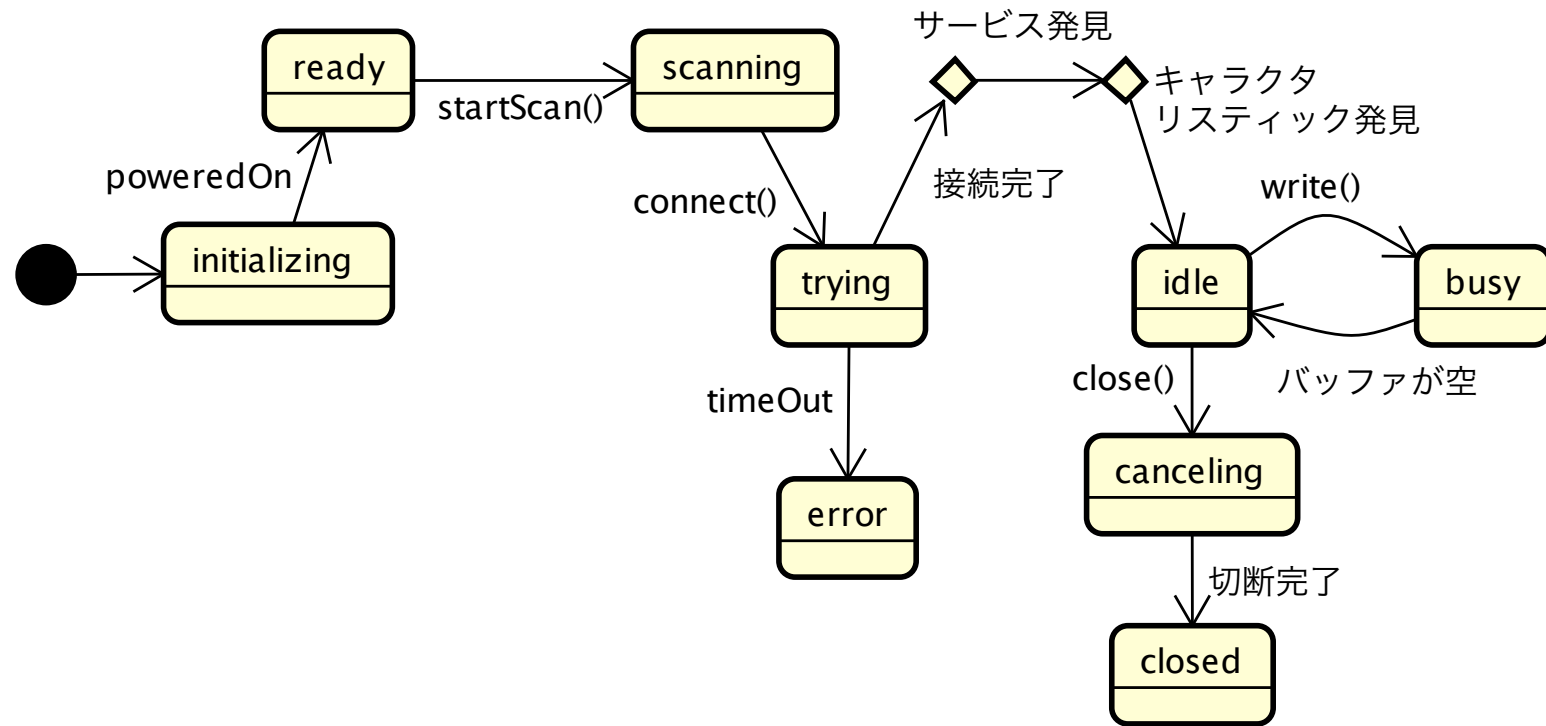 サービス発見
ready
scanning
キャラクタ
リスティック発見
startScan()
poweredOn
接続完了
write()
connect()
initializing
trying
idle
busy
timeOut
close()
バッファが空
canceling
error
切断完了
closed